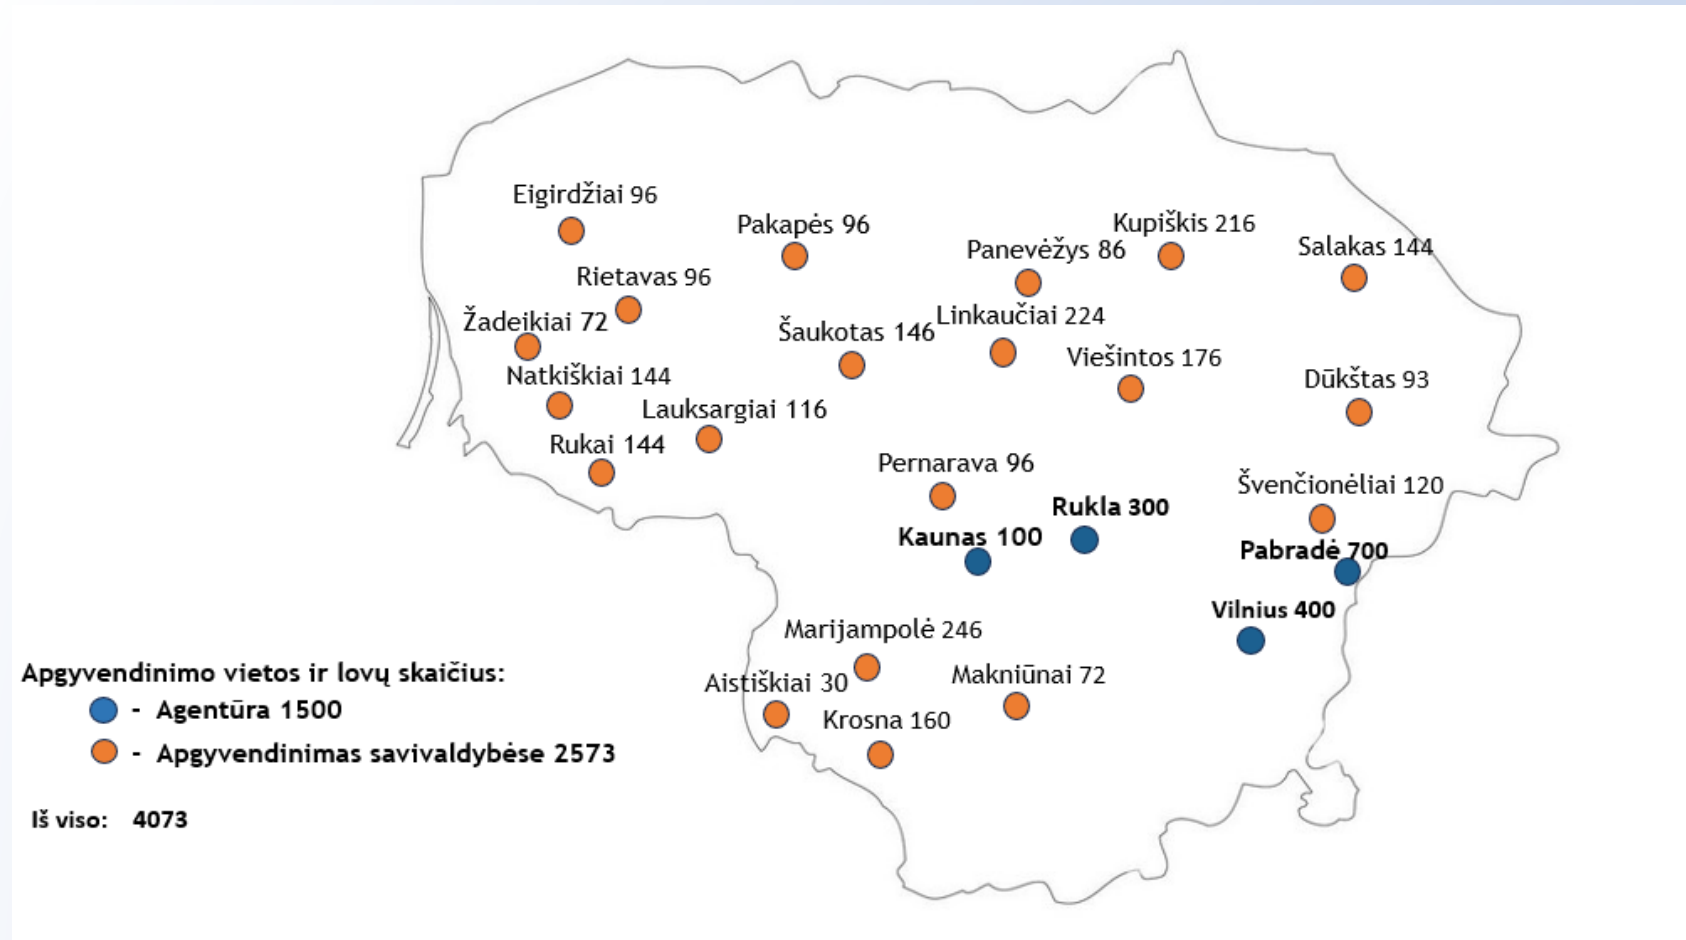 Eigirdžiai 96
Pakapės 96
Kupiškis 216
Panevėžys 86
Salakas 144
Rietavas 96
Žadeikiai 72
Linkaučiai 224
Šaukotas 146
Viešintos 176
Natkiškiai 144
Dūkštas 93
Lauksargiai 116
Rukai 144
Pernarava 96
Švenčionėliai 120
Rukla 300
Kaunas 100
Pabradė 700
Vilnius 400
Marijampolė 246
Makniūnai 72
Aistiškiai 30
Krosna 160
Apgyvendinimo vietos ir lovų skaičius:
- Agentūra 1500
- Apgyvendinimas savivaldybėse 2573
Iš viso: 4073